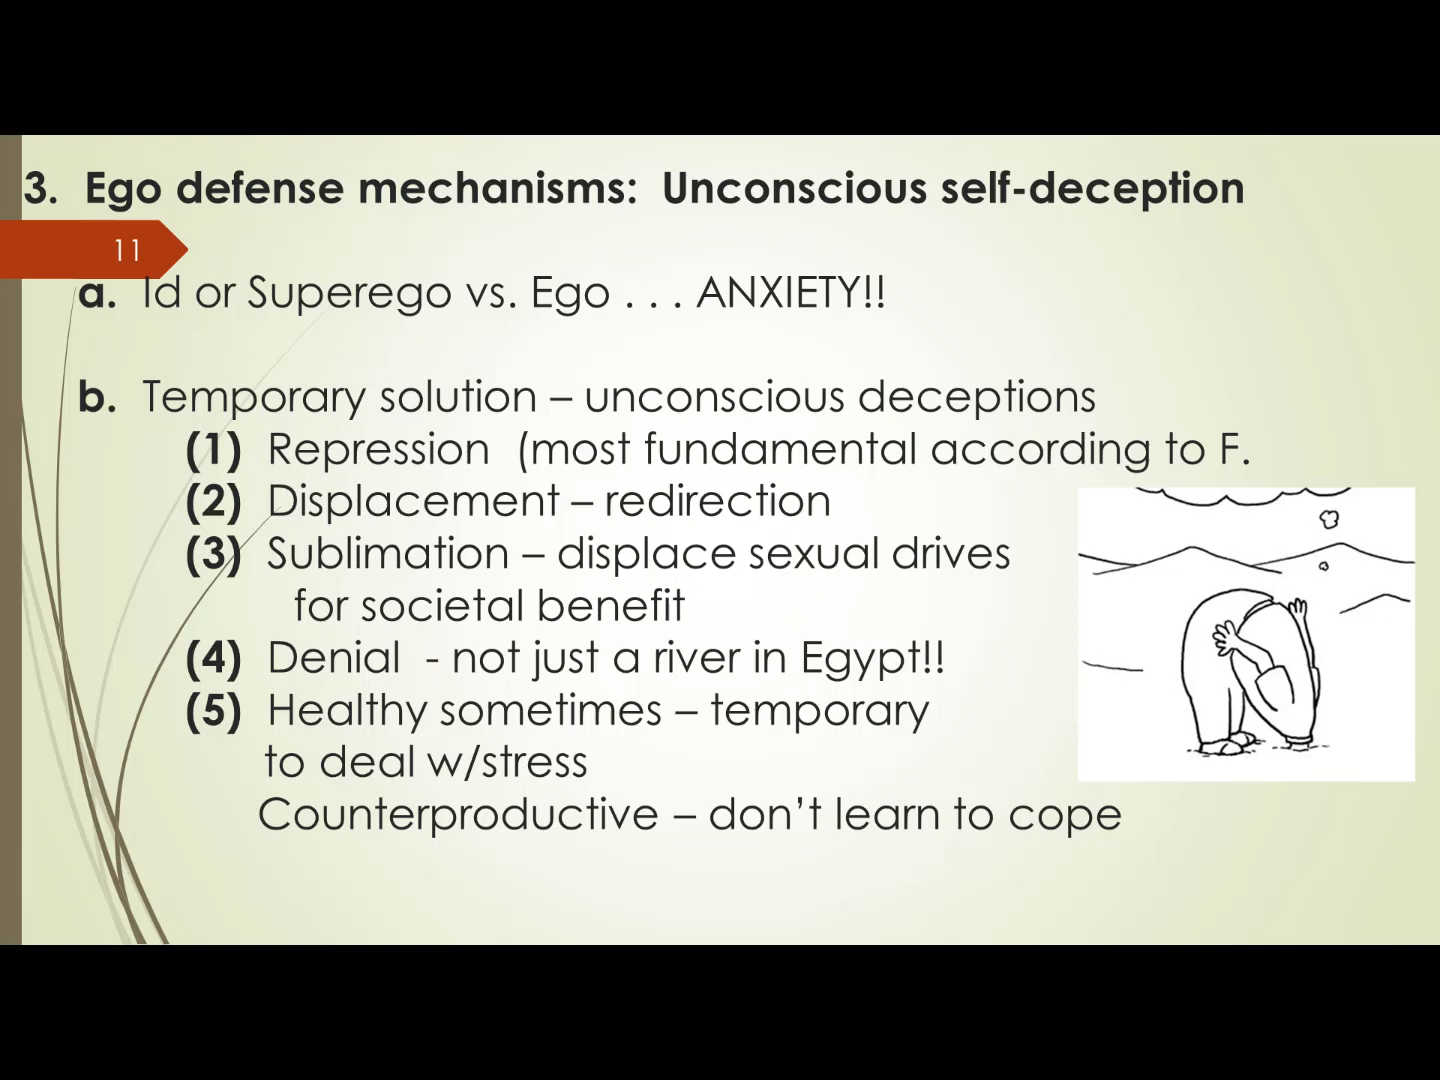 3. Ego defense mechanisms: Unconscious self-deception
11
a. Id or Superego vs. Ego . . . ANXIETY!!
b. Temporary solution – unconscious deceptions
(1) Repression (most fundamental according to F.
(2) Displacement – redirection
(3) Sublimation – displace sexual drives
for societal benefit
(4) Denial - not just a river in Egypt!!
(5) Healthy sometimes – temporary
to deal w/stress
Counterproductive – don’t learn to cope